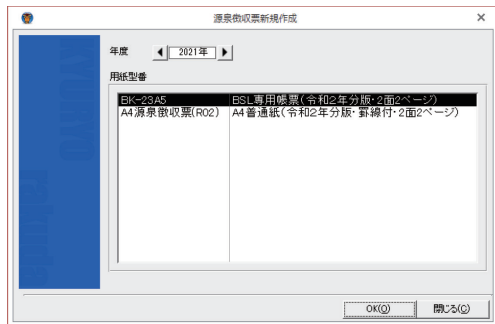 源泉徴収票新規作成
年度 2021年
用紙型番
BK-23A5 BSL専用帳票(令和2年分版・2面2ページ)
A4源泉徴収票(R02) A4普通紙(令和2年分版・罫線付・2面2ページ)
KYURYO
rakuda
OK(O) 閉じる(C)